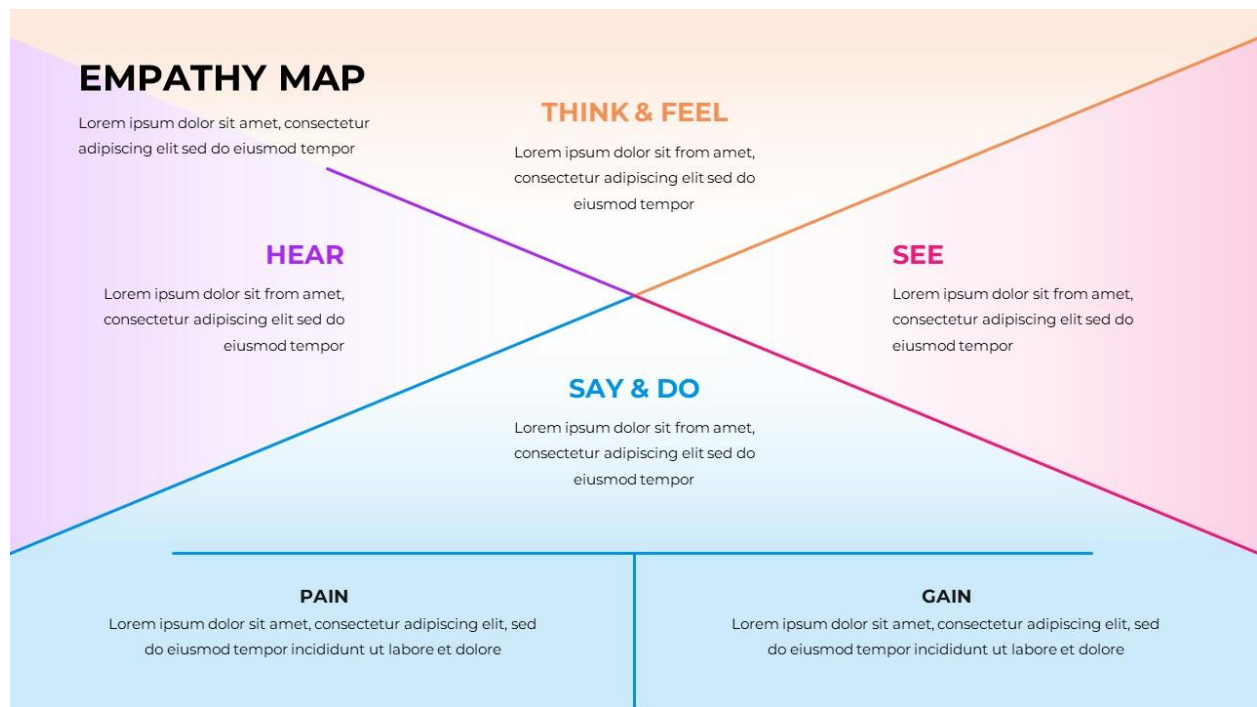 EMPATHY MAP
Lorem ipsum dolor sit amet, consectetur
adipiscing elit sed do eiusmod tempor
THINK & FEEL
Lorem ipsum dolor sit from amet,
consectetur adipiscing elit sed do
eiusmod tempor
HEAR
Lorem ipsum dolor sit from amet,
consectetur adipiscing elit sed do
eiusmod tempor
SEE
Lorem ipsum dolor sit from amet,
consectetur adipiscing elit sed do
eiusmod tempor
SAY & DO
Lorem ipsum dolor sit from amet,
consectetur adipiscing elit sed do
eiusmod tempor
PAIN
Lorem ipsum dolor sit amet, consectetur adipiscing elit, sed
do eiusmod tempor incididunt ut labore et dolore
GAIN
Lorem ipsum dolor sit amet, consectetur adipiscing elit, sed
do eiusmod tempor incididunt ut labore et dolore